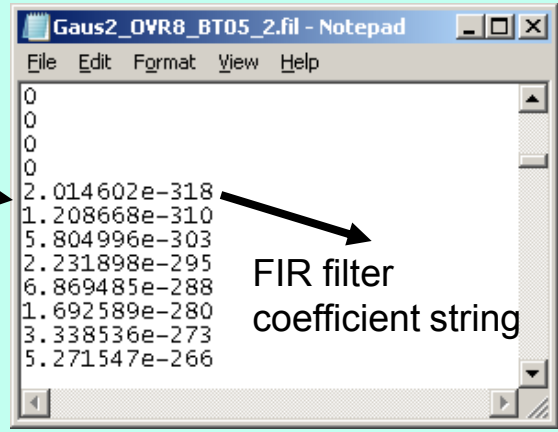 Gaus2_OVR8_BT05_2.fil - Notepad
File Edit Format View Help
0
0
0
0
2.014602e-318
1.208668e-310
5.804996e-303
2.231898e-295
6.869485e-288
1.692589e-280
3.338536e-273
5.271547e-266
FIR filter
coefficient string